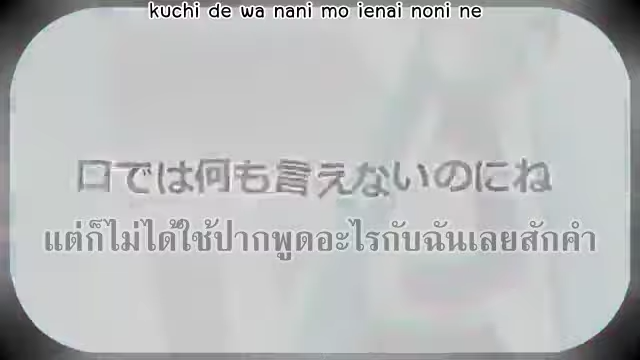 kuchi de wa nani mo ienai noni ne
口では何も言えないのにね
แต่ก็ไม่ได้ใช้ปากพูดอะไรกับฉันเลยสักคำ